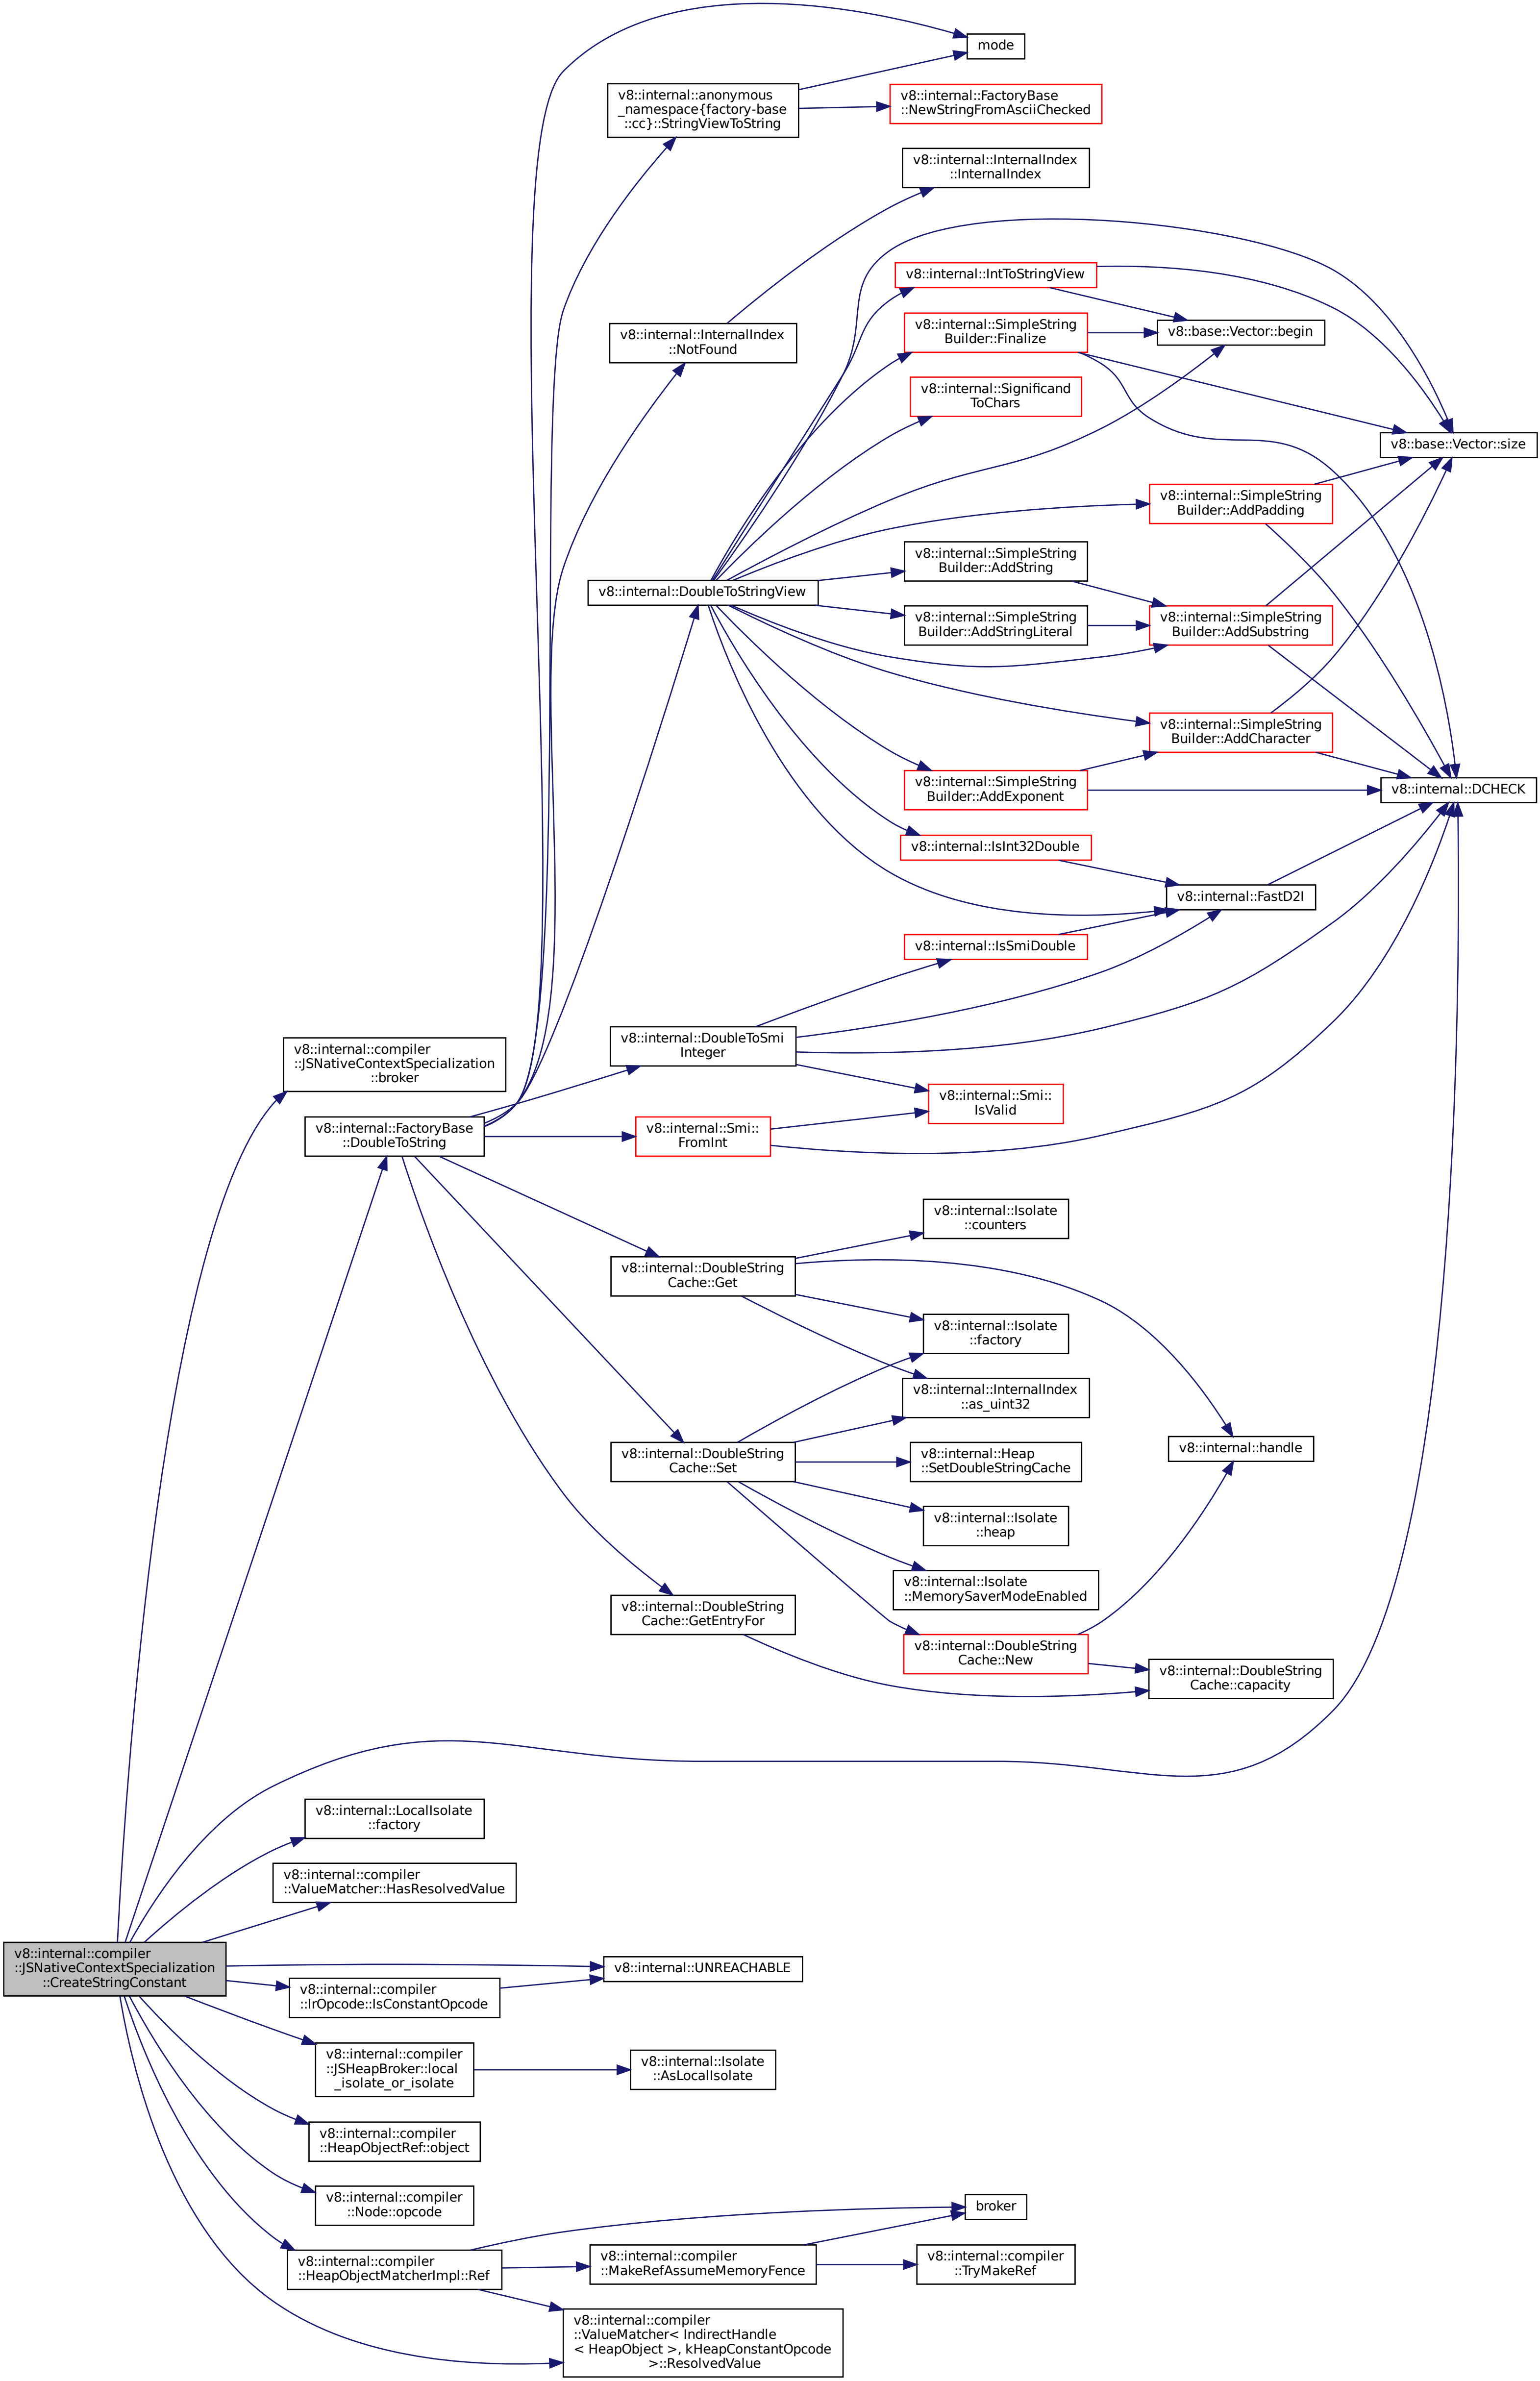 mode
v8::internal::anonymous
_namespace{factory-base
::cc}::StringViewToString
v8::internal::FactoryBase
::NewStringFromAsciiChecked
v8::internal::InternalIndex
::InternalIndex
v8::internal::IntToStringView
v8::internal::SimpleString
Builder::Finalize
v8::base::Vector::begin
v8::internal::InternalIndex
::NotFound
v8::internal::Significand
ToChars
v8::base::Vector::size
v8::internal::SimpleString
Builder::AddPadding
v8::internal::SimpleString
Builder::AddString
v8::internal::DoubleToStringView
v8::internal::SimpleString
Builder::AddStringLiteral
v8::internal::SimpleString
Builder::AddSubstring
v8::internal::SimpleString
Builder::AddCharacter
v8::internal::SimpleString
Builder::AddExponent
v8::internal::DCHECK
v8::internal::IsInt32Double
v8::internal::FastD2I
v8::internal::IsSmiDouble
v8::internal::DoubleToSmi
Integer
v8::internal::compiler
::JSNativeContextSpecialization
::broker
v8::internal::Smi::
IsValid
v8::internal::FactoryBase
::DoubleToString
v8::internal::Smi::
FromInt
v8::internal::Isolate
::counters
v8::internal::DoubleString
Cache::Get
v8::internal::Isolate
::factory
v8::internal::InternalIndex
::as_uint32
v8::internal::handle
v8::internal::DoubleString
Cache::Set
v8::internal::Heap
::SetDoubleStringCache
v8::internal::Isolate
::heap
v8::internal::Isolate
::MemorySaverModeEnabled
v8::internal::DoubleString
Cache::GetEntryFor
v8::internal::DoubleString
Cache::New
v8::internal::DoubleString
Cache::capacity
v8::internal::LocalIsolate
::factory
v8::internal::compiler
::ValueMatcher::HasResolvedValue
v8::internal::compiler
::JSNativeContextSpecialization
::CreateStringConstant
v8::internal::UNREACHABLE
v8::internal::compiler
::IrOpcode::IsConstantOpcode
v8::internal::compiler
::JSHeapBroker::local
_isolate_or_isolate
v8::internal::Isolate
::AsLocalIsolate
v8::internal::compiler
::HeapObjectRef::object
v8::internal::compiler
::Node::opcode
broker
v8::internal::compiler
::HeapObjectMatcherImpl::Ref
v8::internal::compiler
::MakeRefAssumeMemoryFence
v8::internal::compiler
::TryMakeRef
v8::internal::compiler
::ValueMatcher< IndirectHandle
< HeapObject >, kHeapConstantOpcode
>::ResolvedValue